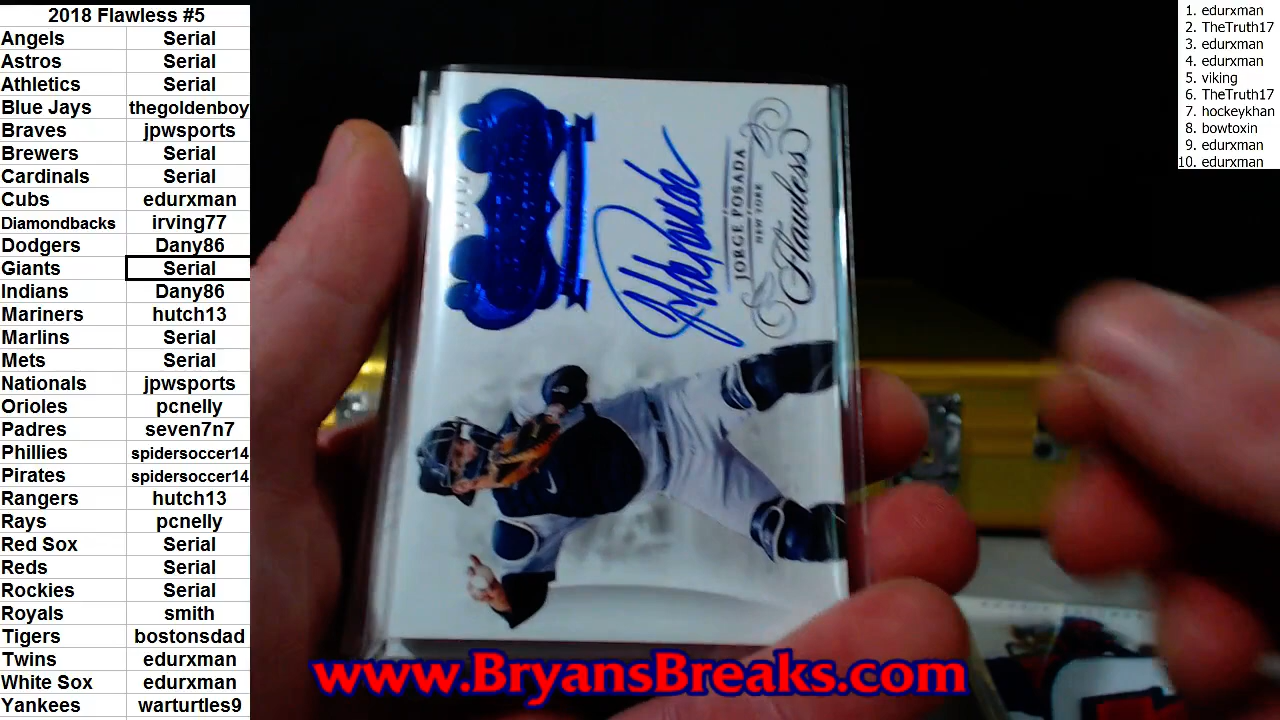 2018 Flawless #5
Angels Serial
Astros Serial
Athletics Serial
Blue Jays thegoldenboy
Braves jpwsports
Brewers Serial
Cardinals Serial
Cubs edurxman
Diamondbacks irving77
Dodgers Dany86
Giants Serial
Indians Dany86
Mariners hutch13
Marlins Serial
Mets Serial
Nationals jpwsports
Orioles pcnelly
Padres seven7n7
Phillies spidersoccer14
Pirates spidersoccer14
Rangers hutch13
Rays pcnelly
Red Sox Serial
Reds Serial
Rockies Serial
Royals smith
Tigers bostonsdad
Twins edurxman
White Sox edurxman
Yankees warturtles9
1. edurxman
2. TheTruth17
3. edurxman
4. edurxman
5. viking
6. TheTruth17
7. hockeykhan
8. bowtoxin
9. edurxman
10. edurxman
JORGE POSADA
NEW YORK
Flawless
www.BryansBreaks.com